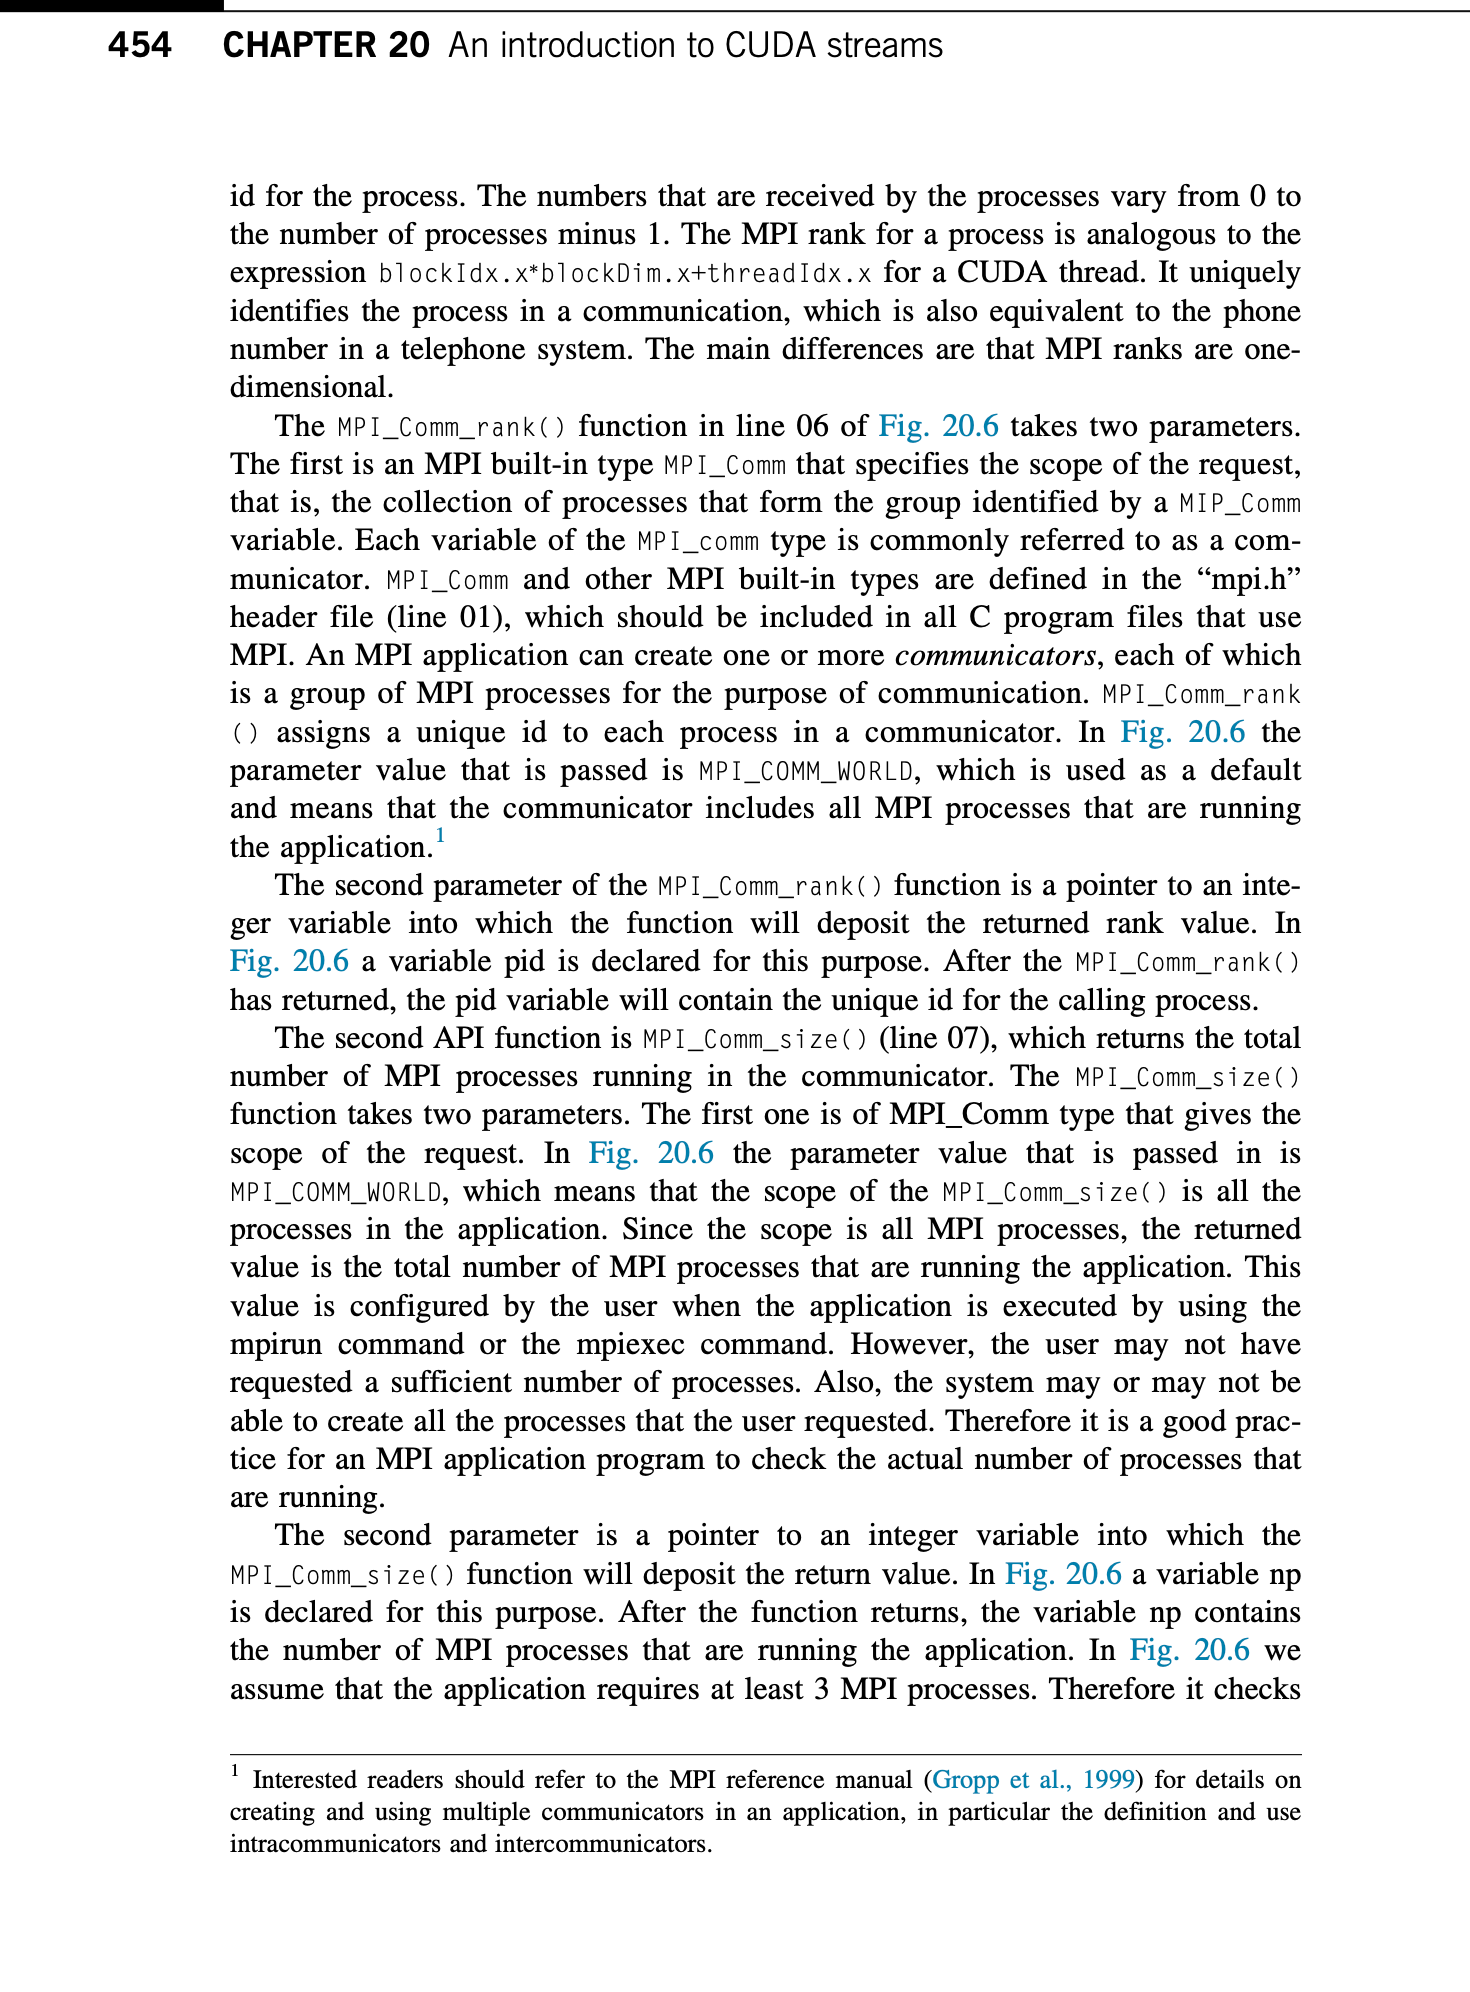 454 CHAPTER 20 An introduction to CUDA streams
id for the process. The numbers that are received by the processes vary from 0 to
the number of processes minus 1. The MPI rank for a process is analogous to the
expression blockIdx.x*blockDim.x+threadIdx.x for a CUDA thread. It uniquely
identifies the process in a communication, which is also equivalent to the phone
number in a telephone system. The main differences are that MPI ranks are one-
dimensional.
The MPI_Comm_rank() function in line 06 of Fig. 20.6 takes two parameters.
The first is an MPI built-in type MPI_Comm that specifies the scope of the request,
that is, the collection of processes that form the group identified by a MIP_Comm
variable. Each variable of the MPI_comm type is commonly referred to as a com-
municator. MPI_Comm and other MPI built-in types are defined in the “mpi.h”
header file (line 01), which should be included in all C program files that use
MPI. An MPI application can create one or more communicators, each of which
is a group of MPI processes for the purpose of communication. MPI_Comm_rank
() assigns a unique id to each process in a communicator. In Fig. 20.6 the
parameter value that is passed is MPI_COMM_WORLD, which is used as a default
and means that the communicator includes all MPI processes that are running
the application.1
The second parameter of the MPI_Comm_rank() function is a pointer to an inte-
ger variable into which the function will deposit the returned rank value. In
Fig. 20.6 a variable pid is declared for this purpose. After the MPI_Comm_rank()
has returned, the pid variable will contain the unique id for the calling process.
The second API function is MPI_Comm_size() (line 07), which returns the total
number of MPI processes running in the communicator. The MPI_Comm_size()
function takes two parameters. The first one is of MPI_Comm type that gives the
scope of the request. In Fig. 20.6 the parameter value that is passed in is
MPI_COMM_WORLD, which means that the scope of the MPI_Comm_size() is all the
processes in the application. Since the scope is all MPI processes, the returned
value is the total number of MPI processes that are running the application. This
value is configured by the user when the application is executed by using the
mpirun command or the mpiexec command. However, the user may not have
requested a sufficient number of processes. Also, the system may or may not be
able to create all the processes that the user requested. Therefore it is a good prac-
tice for an MPI application program to check the actual number of processes that
are running.
The second parameter is a pointer to an integer variable into which the
MPI_Comm_size() function will deposit the return value. In Fig. 20.6 a variable np
is declared for this purpose. After the function returns, the variable np contains
the number of MPI processes that are running the application. In Fig. 20.6 we
assume that the application requires at least 3 MPI processes. Therefore it checks
1 Interested readers should refer to the MPI reference manual (Gropp et al., 1999) for details on
creating and using multiple communicators in an application, in particular the definition and use
intracommunicators and intercommunicators.